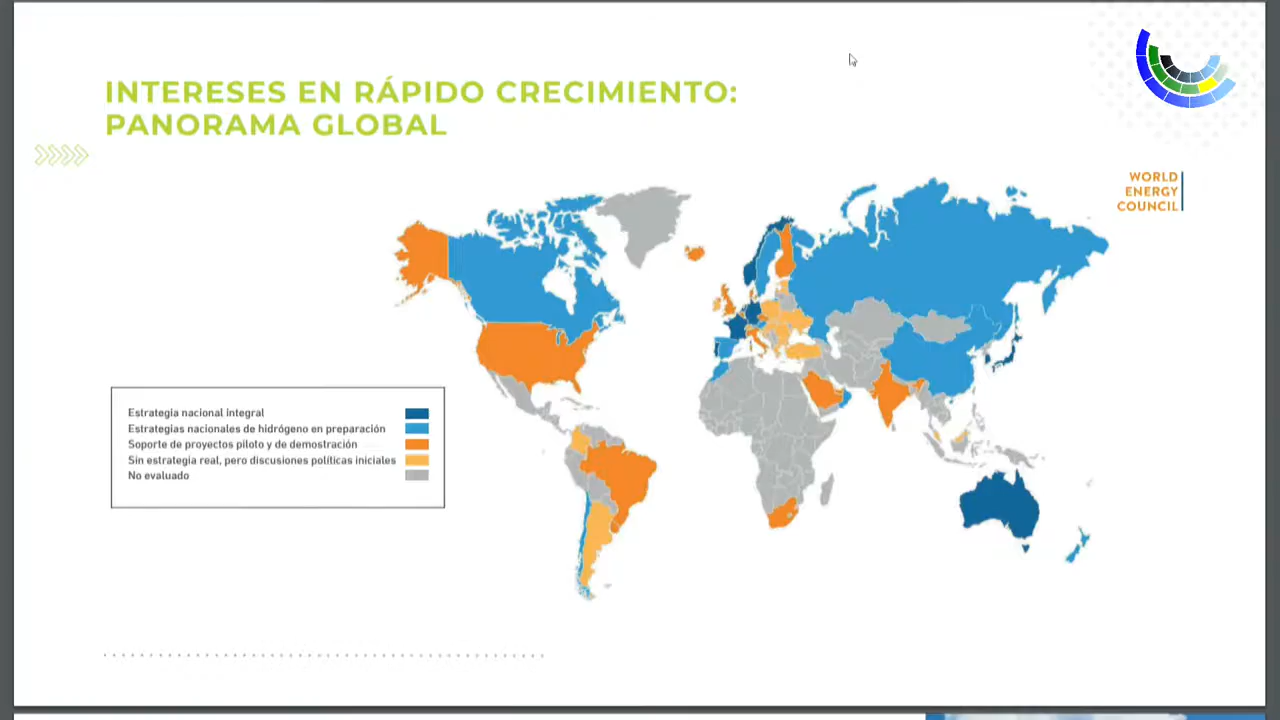 INTERESES EN RÁPIDO CRECIMIENTO:
PANORAMA GLOBAL
WORLD
ENERGY
COUNCIL
Estrategia nacional integral
Estrategias nacionales de hidrógeno en preparación
Soporte de proyectos piloto y de demostración
Sin estrategia real, pero discusiones políticas iniciales
No evaluado